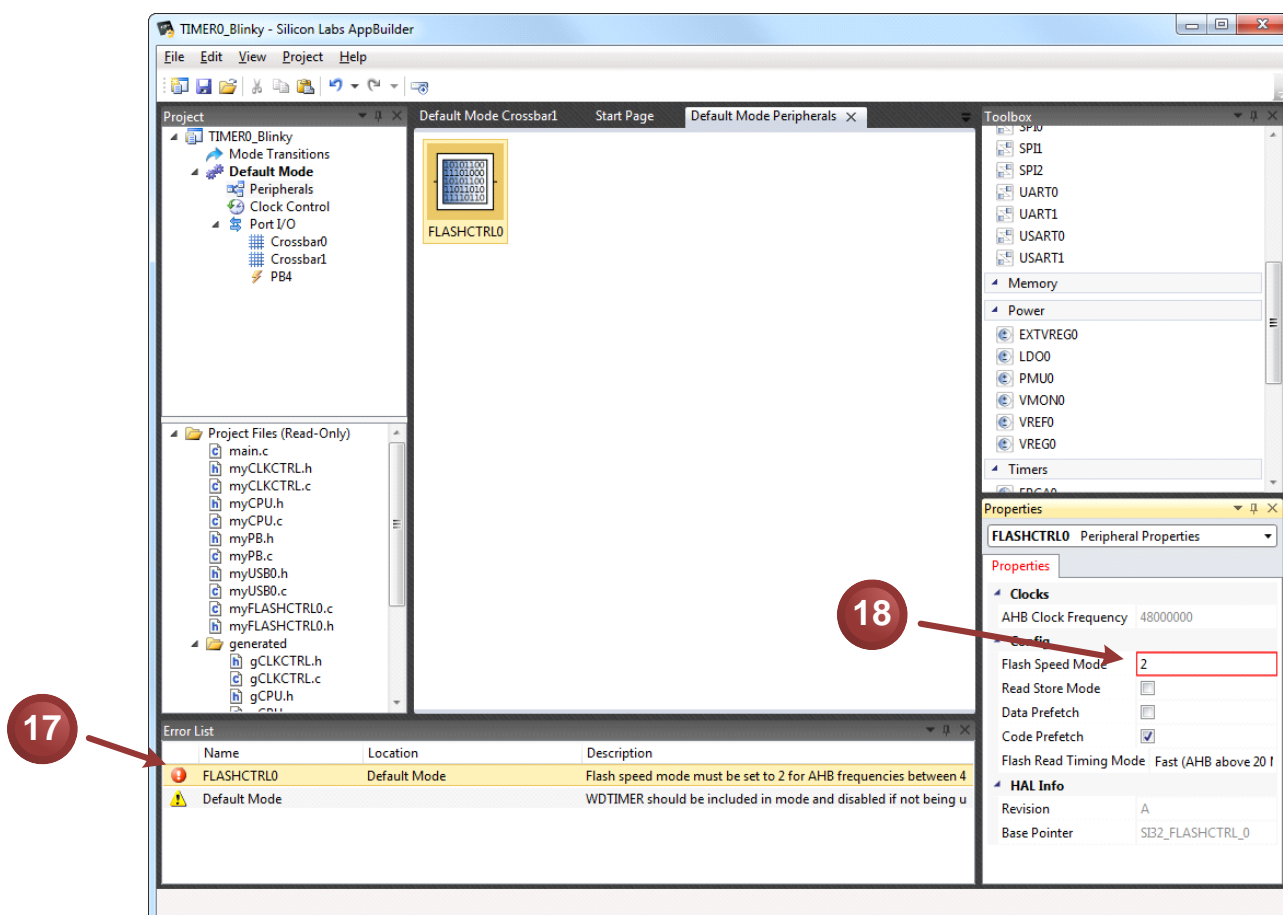 TIMER0_Blinky - Silicon Labs AppBuilder
File Edit View Project Help
Project
TIMER0_Blinky
Mode Transitions
Default Mode
Peripherals
Clock Control
Port I/O
Crossbar0
Crossbar1
PB4
Project Files (Read-Only)
main.c
myCLKCTRL.h
myCLKCTRL.c
myCPU.h
myCPU.c
myPB.h
myPB.c
myUSB0.h
myUSB0.c
myFLASHCTRL0.c
myFLASHCTRL0.h
generated
gCLKCTRL.h
gCLKCTRL.c
gCPU.h
Default Mode Crossbar1 Start Page Default Mode Peripherals
10101100
11101000
10101100
11011010
11110110
FLASHCTRL0
Toolbox
SPI0
SPI1
SPI2
UART0
UART1
USART0
USART1
Memory
Power
EXTVREG0
LDO0
PMU0
VMON0
VREF0
VREG0
Timers
Properties
FLASHCTRL0 Peripheral Properties
Properties
Clocks
AHB Clock Frequency 48000000
Config
Flash Speed Mode 2
Read Store Mode
Data Prefetch
Code Prefetch
Flash Read Timing Mode Fast (AHB above 20
HAL Info
Revision A
Base Pointer SI32_FLASHCTRL_0
18
17
Error List
Name Location Description
FLASHCTRL0 Default Mode Flash speed mode must be set to 2 for AHB frequencies between 4
Default Mode WDTIMER should be included in mode and disabled if not being u